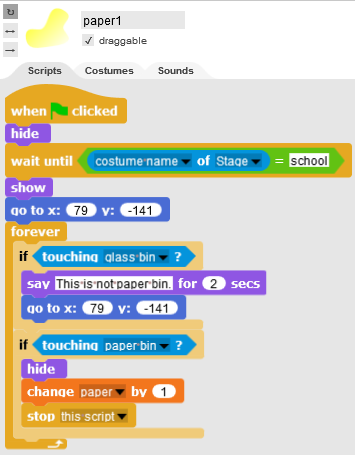 paper1
draggable
Scripts Costumes Sounds
when clicked
hide
wait until costume name of Stage = school
show
go to x: 79 y: -141
forever
if touching glass bin ?
say This is not paper bin. for 2 secs
go to x: 79 y: -141
if touching paper bin ?
hide
change paper by 1
stop this script